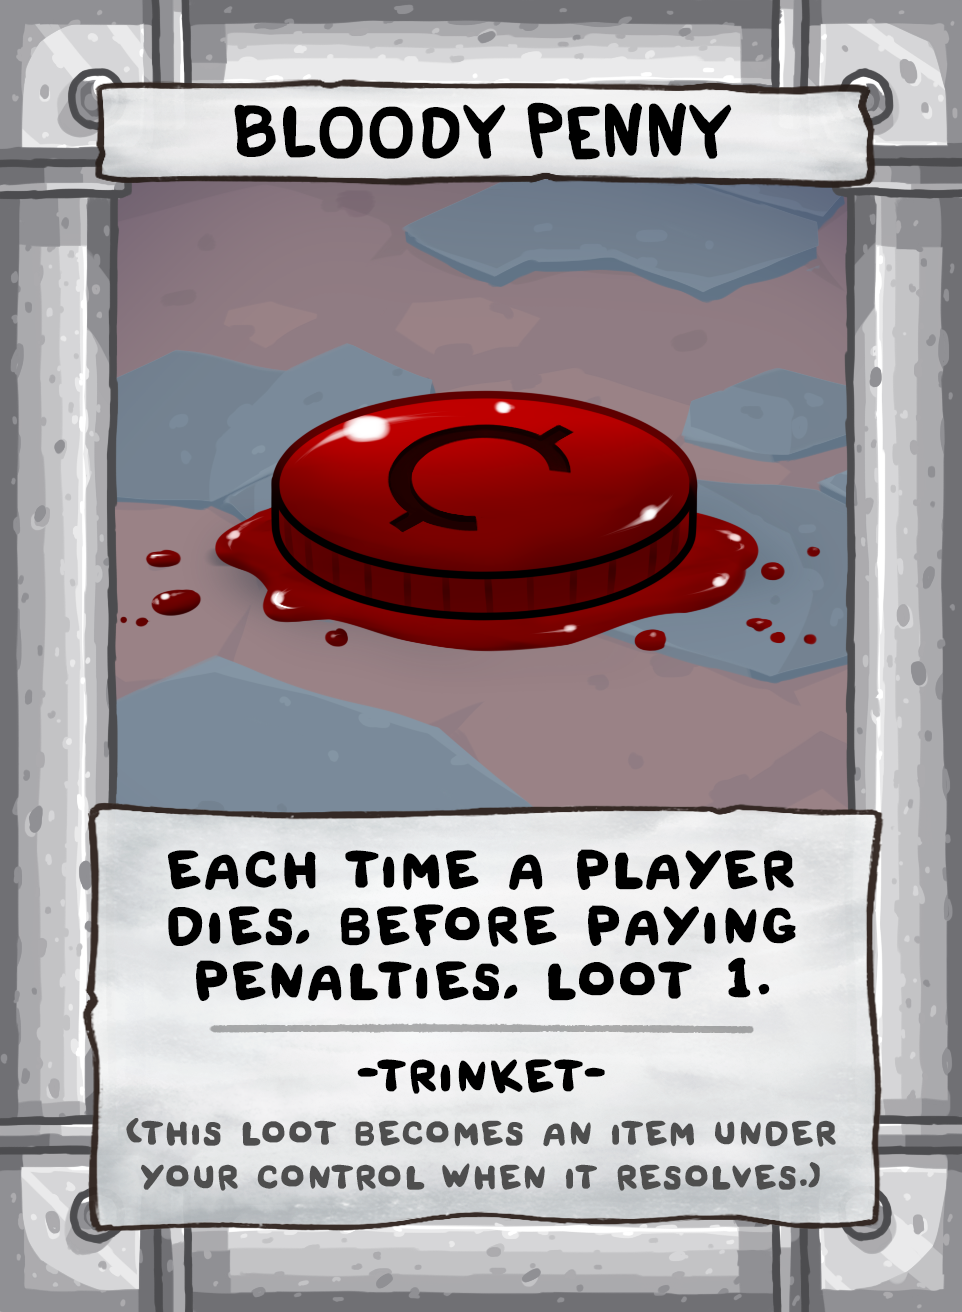 BLOODY PENNY
¢
EACH TIME A PLAYER
DIES, BEFORE PAYING
PENALTIES, LOOT 1.
-TRINKET-
(THIS LOOT BECOMES AN ITEM UNDER
YOUR CONTROL WHEN IT RESOLVES.)